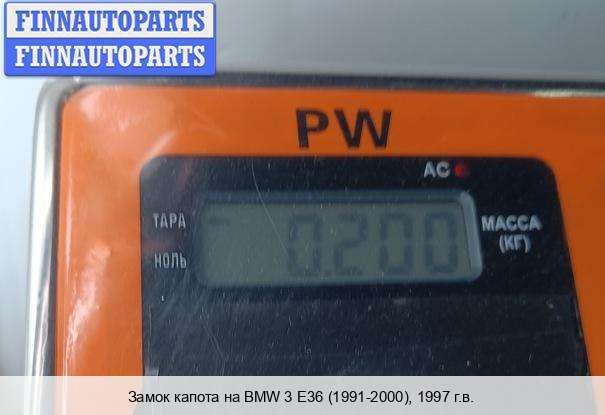 FINNAUTOPARTS
FINNAUTOPARTS
PW
AC
ТАРА
0.200
МАССА
(КГ)
НОЛЬ
Замок капота на BMW 3 E36 (1991-2000), 1997 г.в.